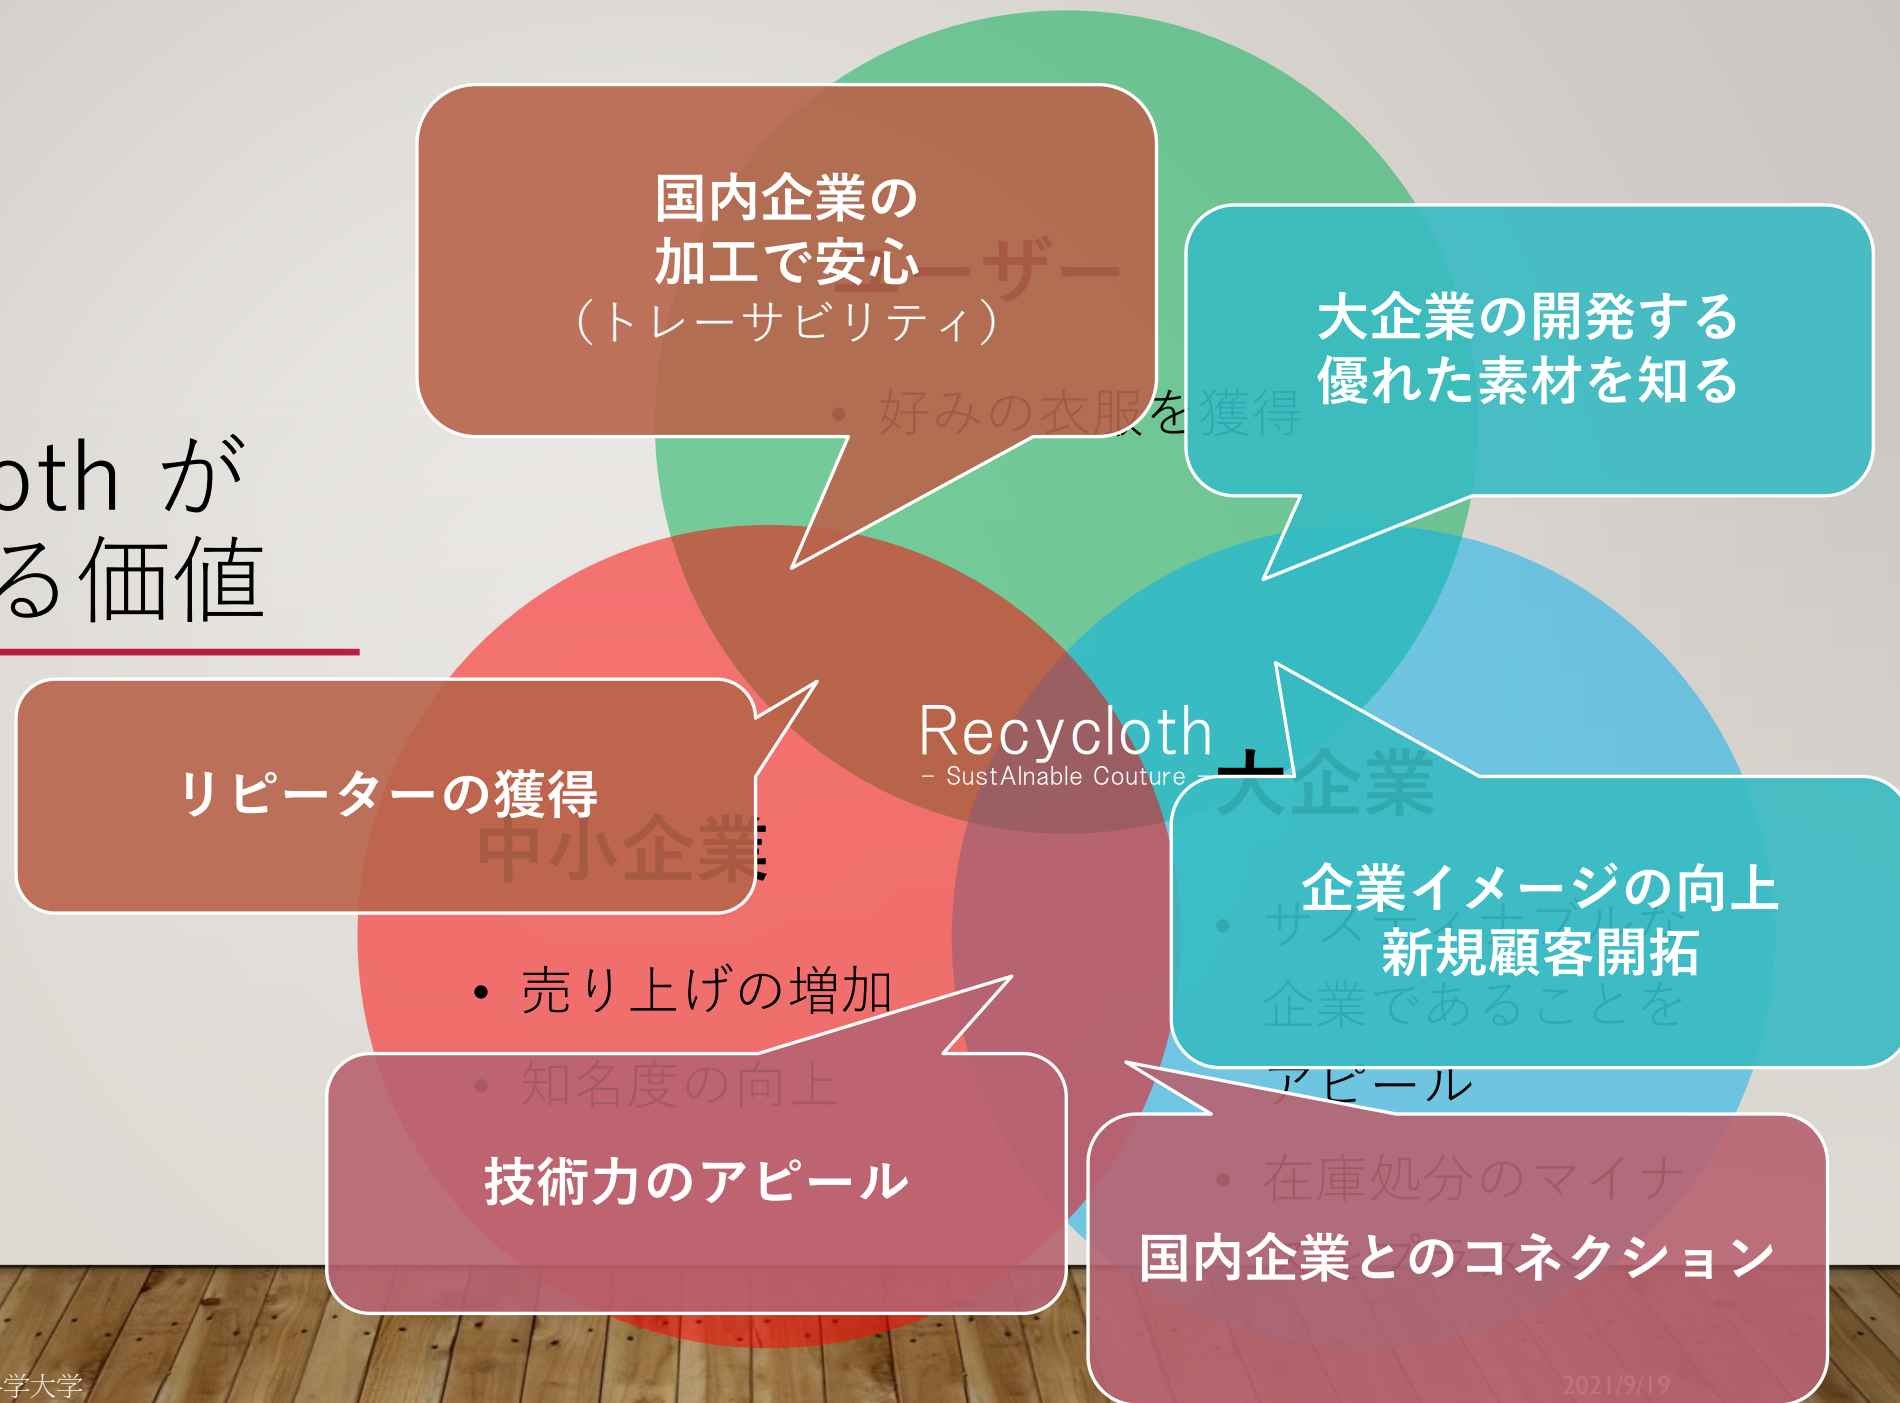 oth が
る価値
国内企業の
加工で安心
（トレーサビリティ）
ユーザー
• 好みの衣服を獲得
大企業の開発する
優れた素材を知る
Recycloth
– SustAInable Couture –
リピーターの獲得
中小企業
• 売り上げの増加
• 知名度の向上
技術力のアピール
大企業
企業イメージの向上
新規顧客開拓
• サスティナブルな
企業であることを
アピール
• 在庫処分のマイナ
国内企業とのコネクション
学大学
2021/9/19